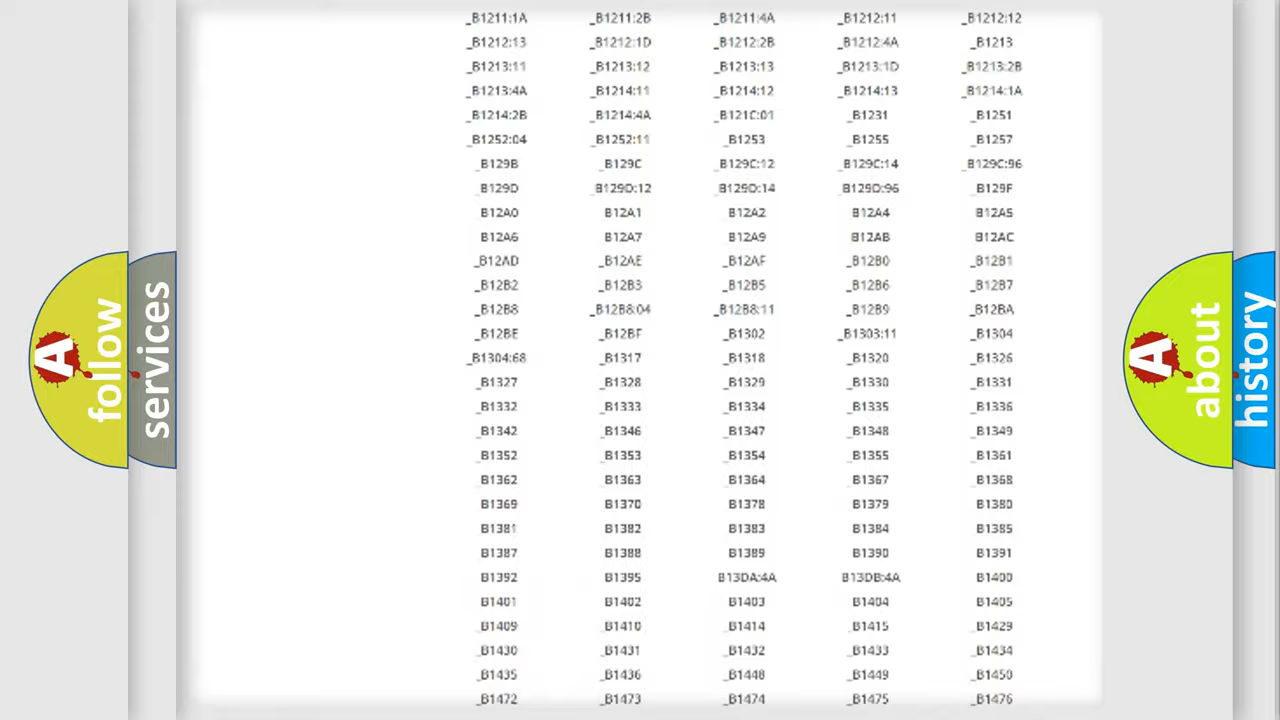 _B1211:1A _B1211:2B _B1211:4A _B1212:11 _B1212:12
_B1212:13 _B1212:1D _B1212:2B _B1212:4A _B1213
_B1213:11 _B1213:12 _B1213:13 _B1213:1D _B1213:2B
_B1213:4A _B1214:11 _B1214:12 _B1214:13 _B1214:1A
_B1214:2B _B1214:4A _B121C:01 _B1231 _B1251
_B1252:04 _B1252:11 _B1253 _B1255 _B1257
_B129B _B129C _B129C:12 _B129C:14 _B129C:96
_B129D _B129D:12 _B129D:14 _B129D:96 _B129F
_B12A0 _B12A1 _B12A2 _B12A4 _B12A5
_B12A6 _B12A7 _B12A9 _B12AB _B12AC
_B12AD _B12AE _B12AF _B12B0 _B12B1
_B12B2 _B12B3 _B12B5 _B12B6 _B12B7
_B12B8 _B12B8:04 _B12B8:11 _B12B9 _B12BA
_B12BE _B12BF _B1302 _B1303:11 _B1304
_B1304:68 _B1317 _B1318 _B1320 _B1326
_B1327 _B1328 _B1329 _B1330 _B1331
_B1332 _B1333 _B1334 _B1335 _B1336
_B1342 _B1346 _B1347 _B1348 _B1349
_B1352 _B1353 _B1354 _B1355 _B1361
_B1362 _B1363 _B1364 _B1367 _B1368
_B1369 _B1370 _B1378 _B1379 _B1380
_B1381 _B1382 _B1383 _B1384 _B1385
_B1387 _B1388 _B1389 _B1390 _B1391
_B1392 _B1395 _B13DA:4A _B13DB:4A _B1400
_B1401 _B1402 _B1403 _B1404 _B1405
_B1409 _B1410 _B1414 _B1415 _B1429
_B1430 _B1431 _B1432 _B1433 _B1434
_B1435 _B1436 _B1448 _B1449 _B1450
_B1472 _B1473 _B1474 _B1475 _B1476
A follow
services
A about
history